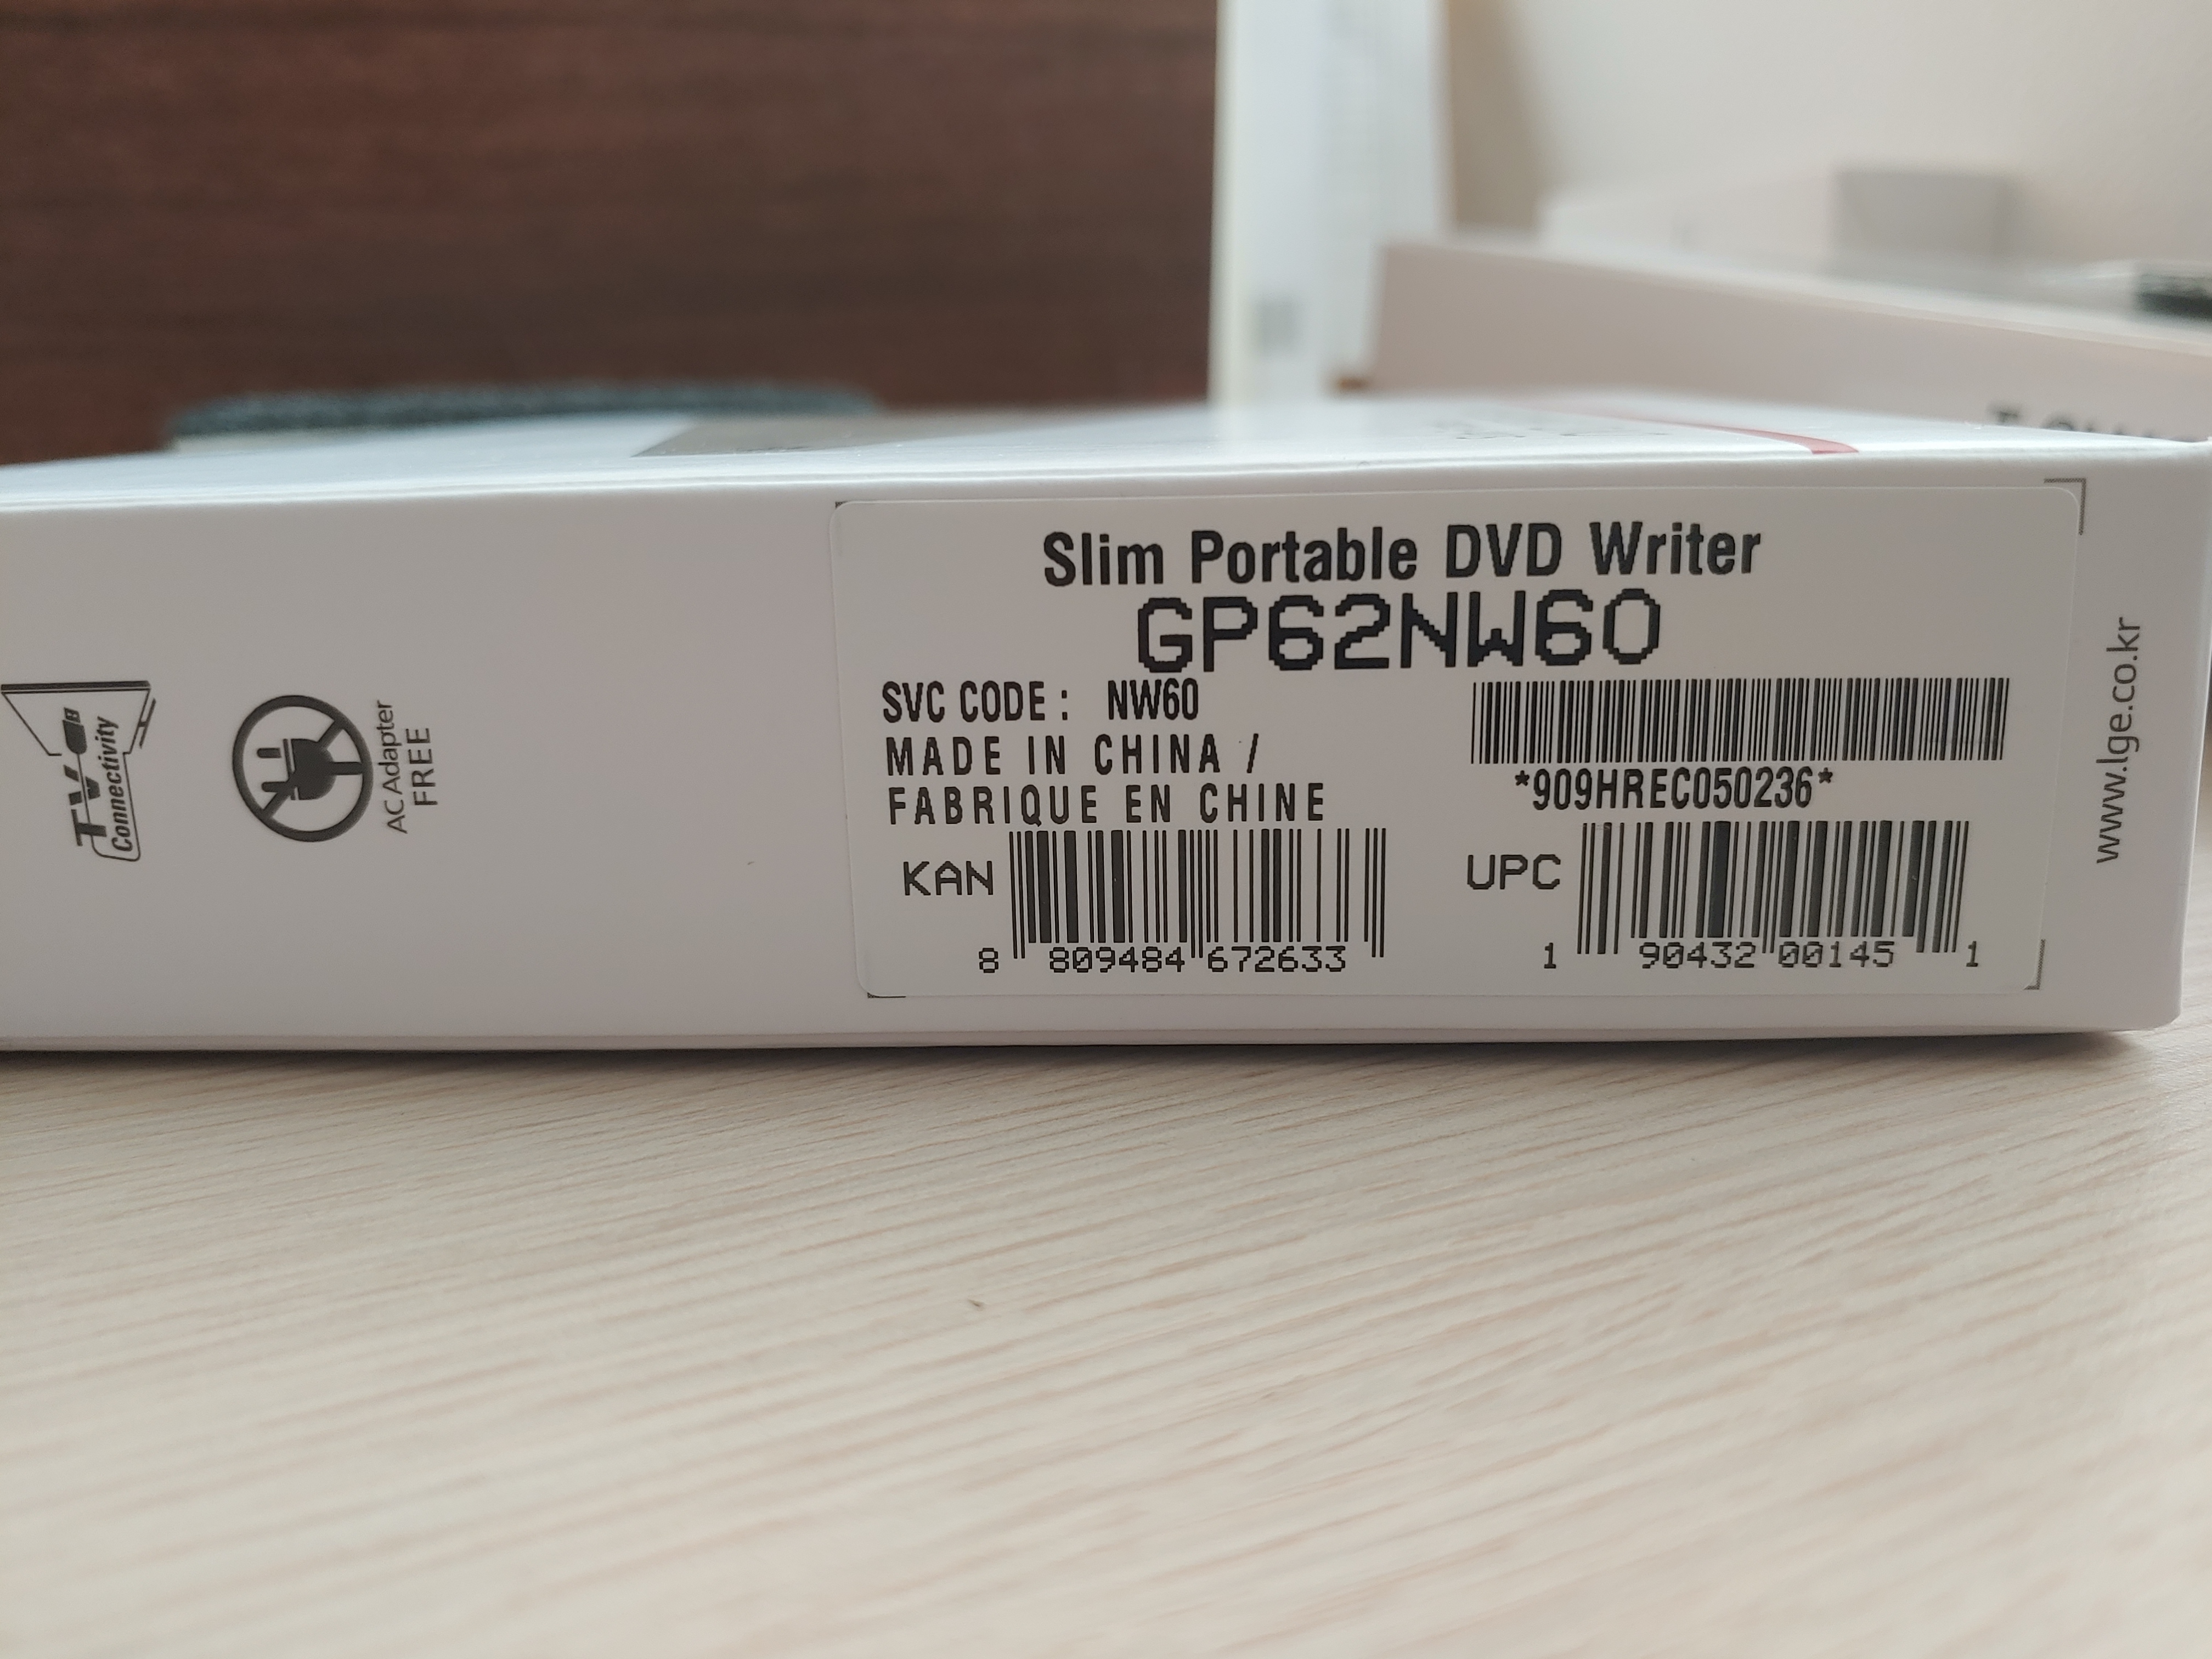 TV
Connectivity
AC Adapter
FREE
Slim Portable DVD Writer
GP62NW60
SVC CODE : NW60
MADE IN CHINA /
FABRIQUE EN CHINE
*909HREC050236*
KAN
8 809484 672633
UPC
1 90432 00145 1
www.lge.co.kr